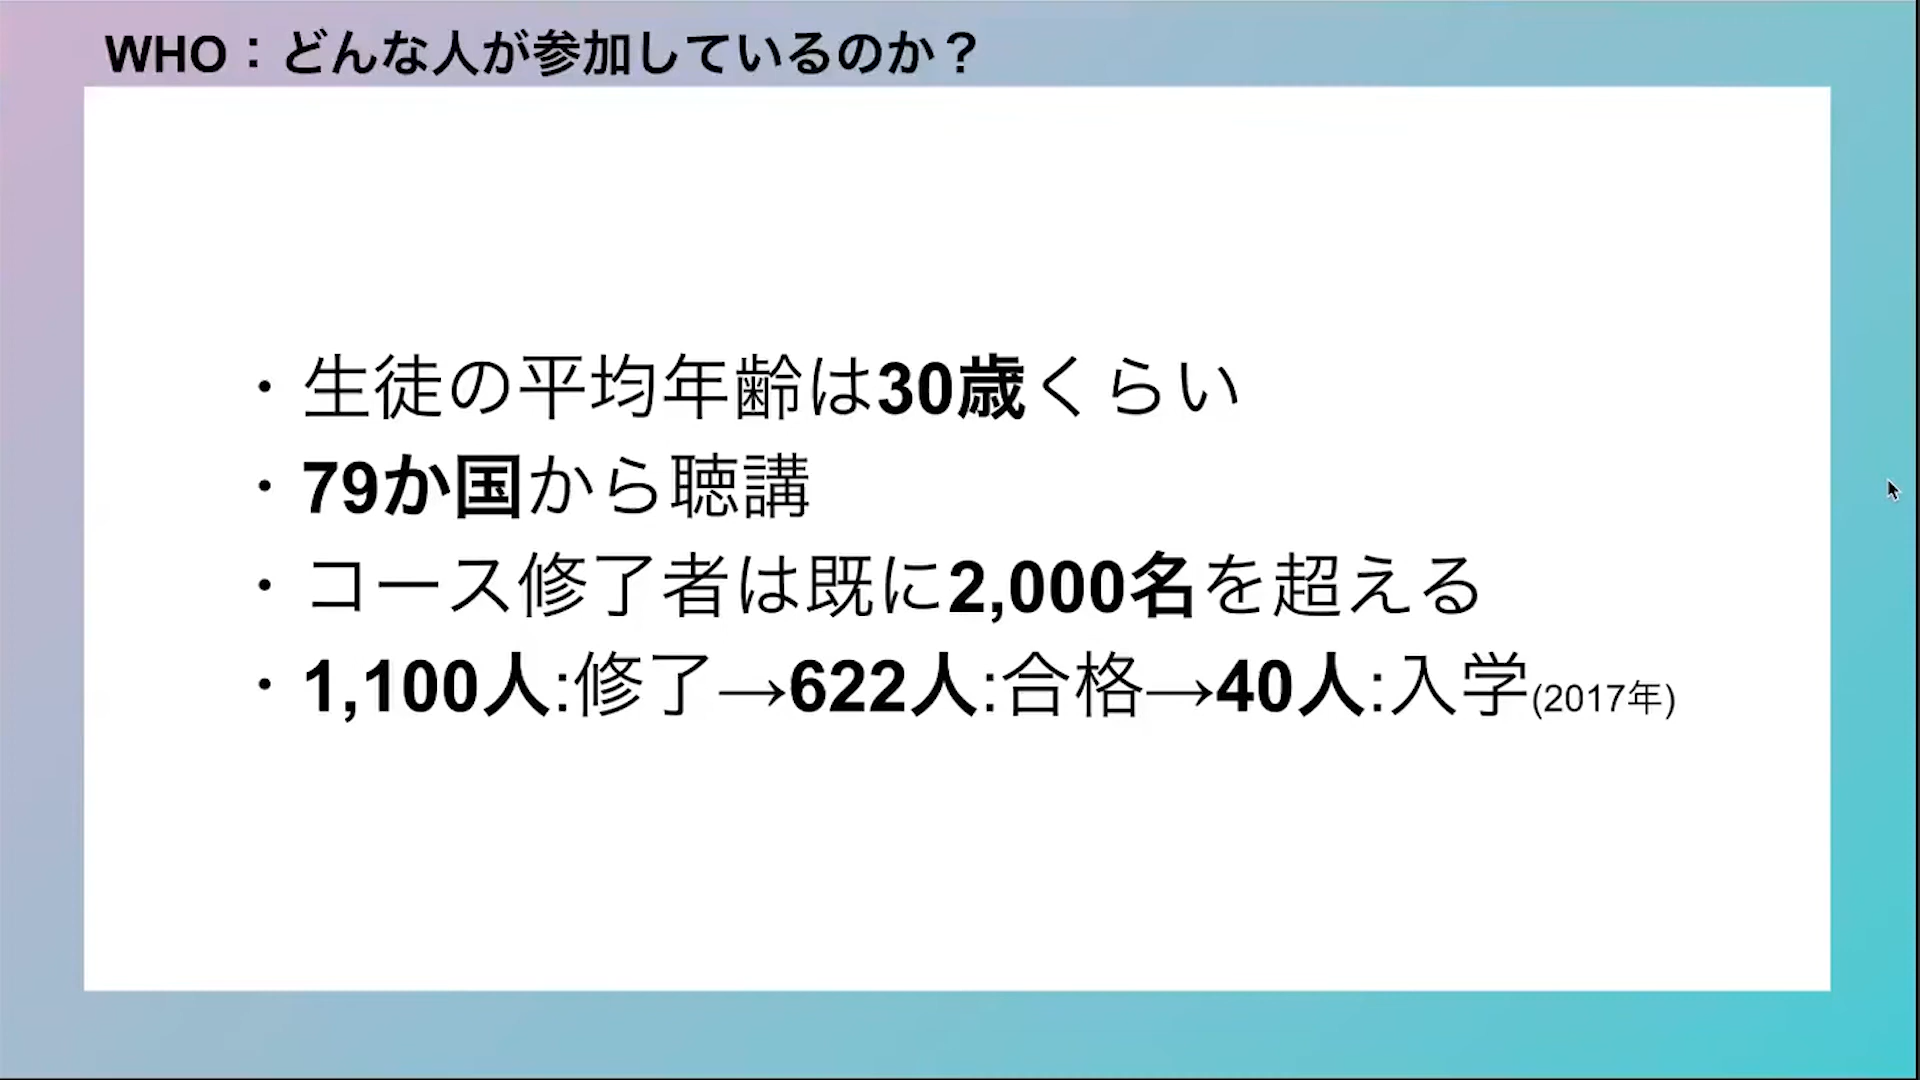 WHO：どんな人が参加しているのか？
・生徒の平均年齢は30歳くらい
・79か国から聴講
・コース修了者は既に2,000名を超える
・1,100人:修了→622人:合格→40人:入学(2017年)